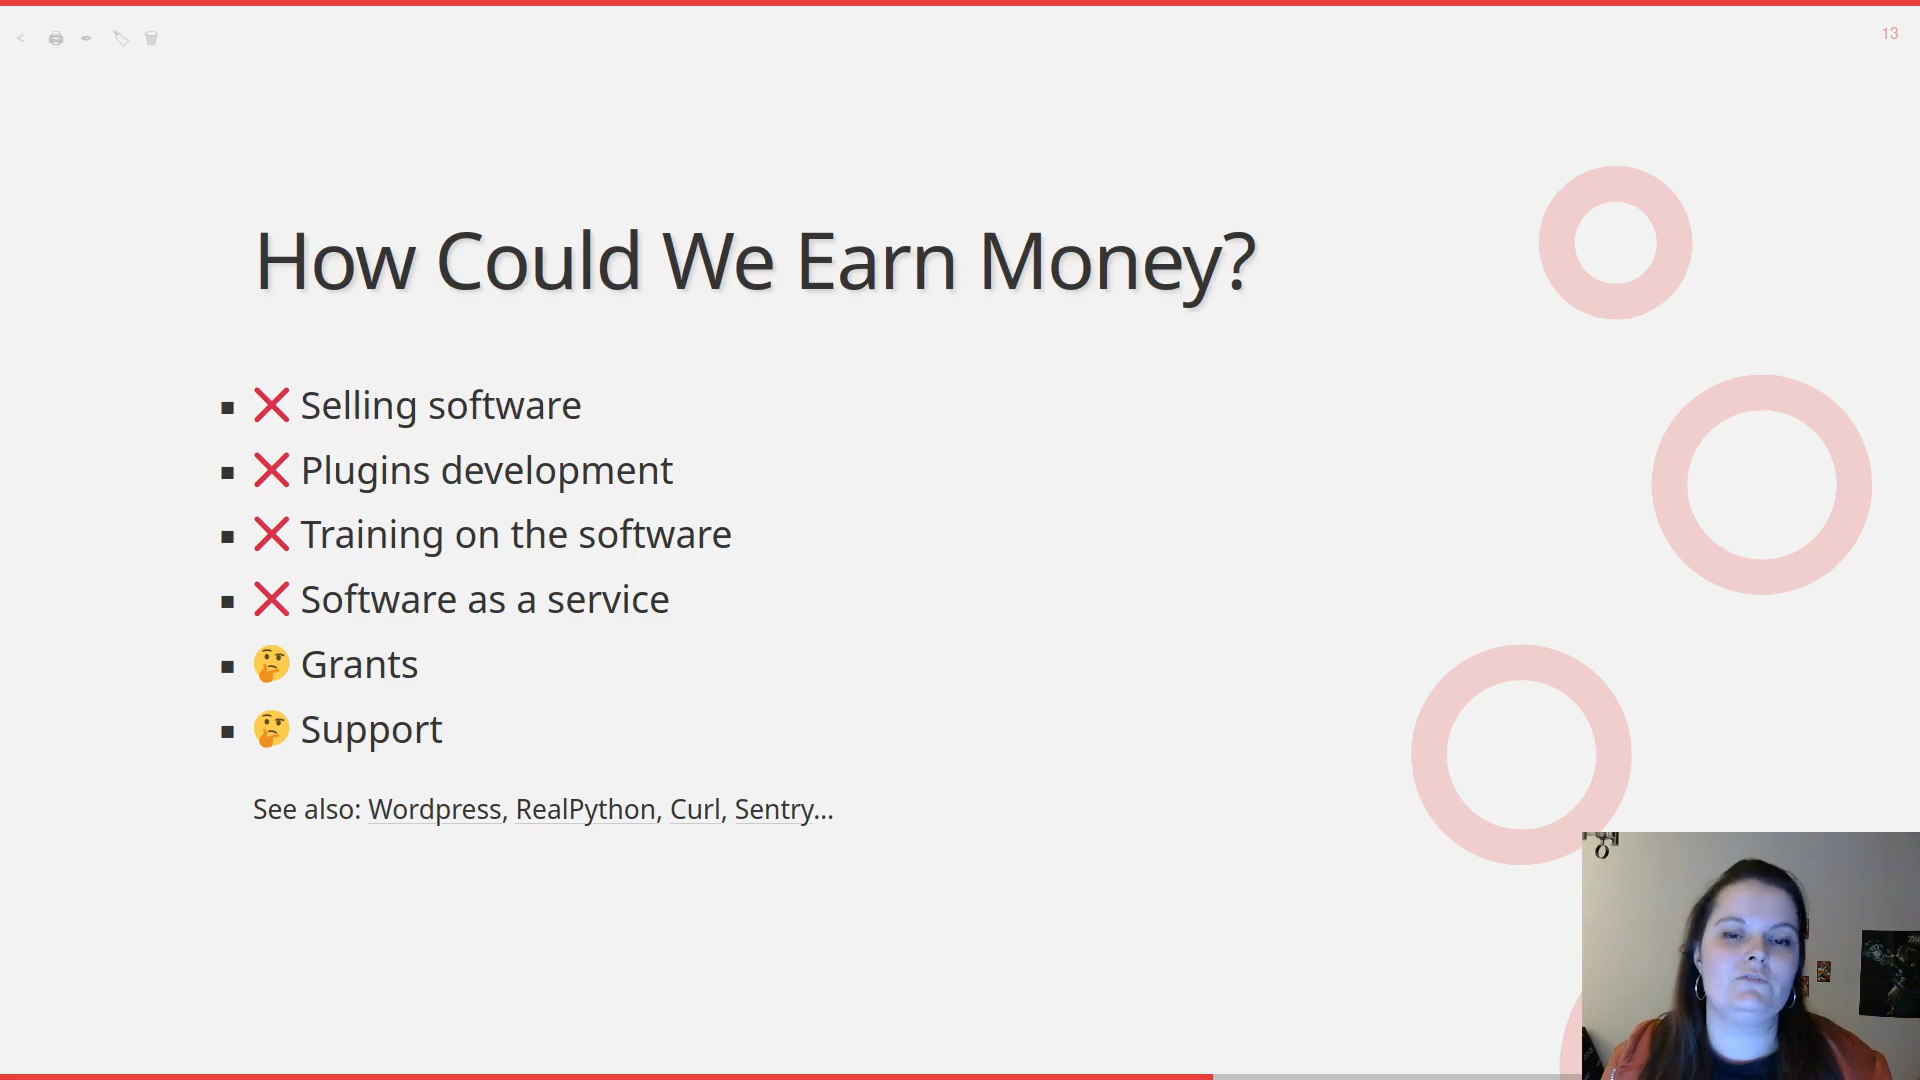 13
How Could We Earn Money?
❌ Selling software
❌ Plugins development
❌ Training on the software
❌ Software as a service
🤔 Grants
🤔 Support
See also: Wordpress, RealPython, Curl, Sentry...